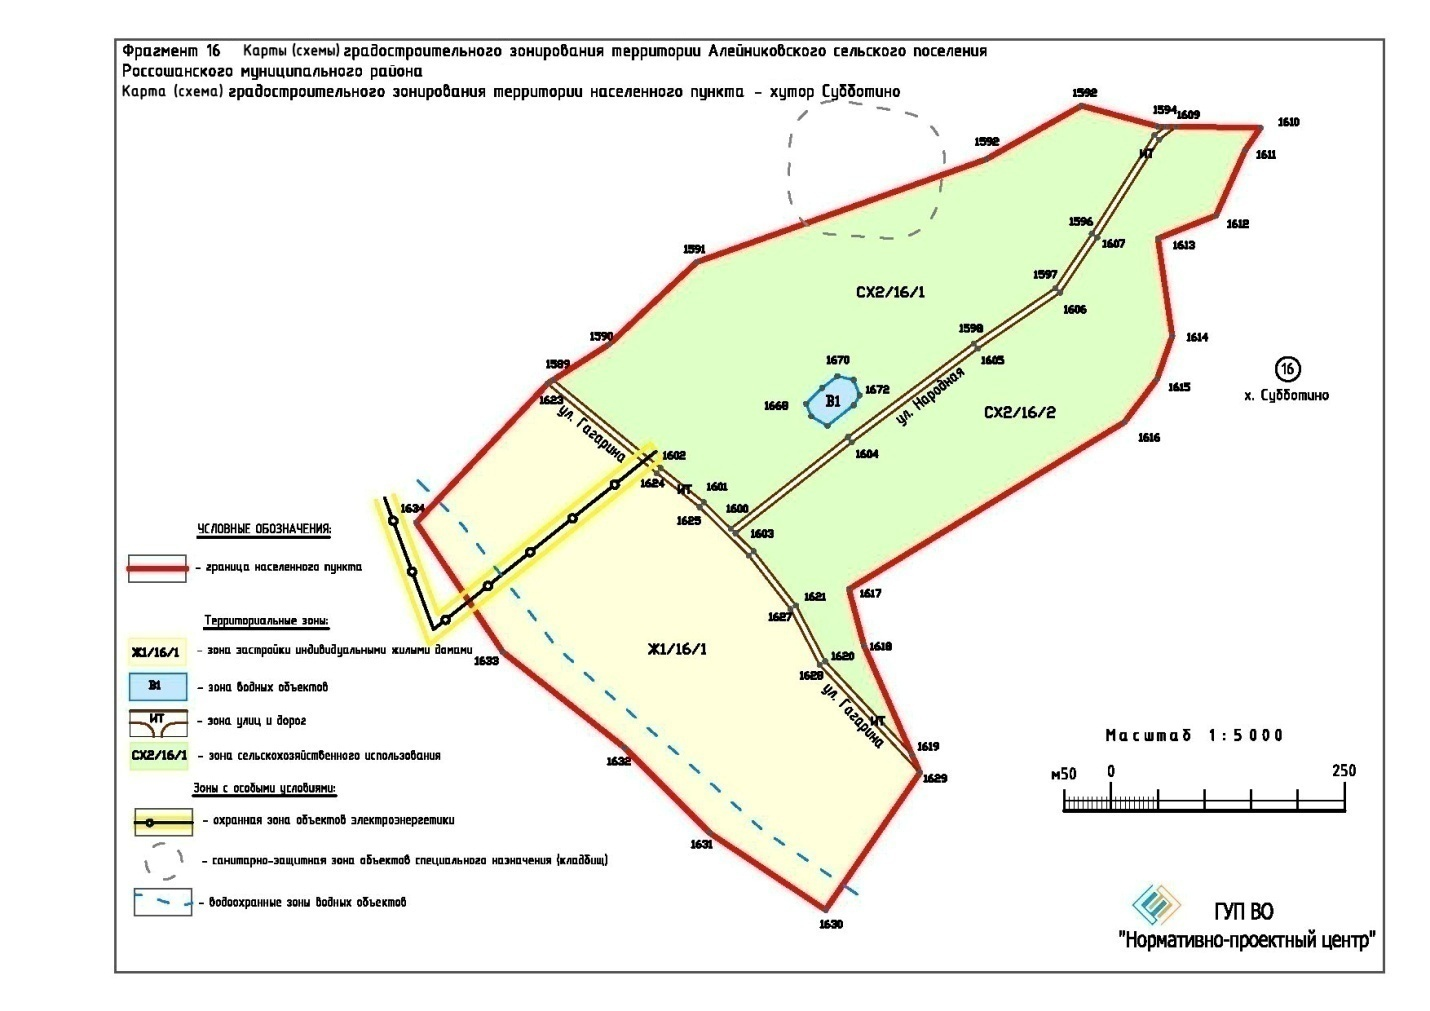 Фрагмент 16 Карты (схемы) градостроительного зонирования территории Алейниковского сельского поселения
Россошанского муниципального района
Карта (схема) градостроительного зонирования территории населенного пункта - хутор Субботино
1592
1594
1609
1610
1592
ИТ
1611
1596
1612
1591
1607
1613
1597
СХ2/16/1
1606
1598
1614
1590
1605
1589
1670
16
1615
1672
х. Субботино
1623
1668
В1
ул. Народная
СХ2/16/2
ул. Гагарина
1616
1604
1602
1624
ИТ
1601
1600
1634
1625
1603
УСЛОВНЫЕ ОБОЗНАЧЕНИЯ:
- граница населенного пункта
1617
1621
1627
Территориальные зоны:
1618
Ж1/16/1
- зона застройки индивидуальными жилыми домами
Ж1/16/1
1633
1620
1628
В1
- зона водных объектов
ул. Гагарина
ИТ
ИТ
- зона улиц и дорог
1619
Масштаб 1:5000
СХ2/16/1
- зона сельскохозяйственного использования
1632
1629
м50
0
250
Зоны с особыми условиями:
- охранная зона объектов электроэнергетики
1631
- санитарно-защитная зона объектов специального назначения (кладбищ)
- водоохранные зоны водных объектов
1630
ГУП ВО
"Нормативно-проектный центр"